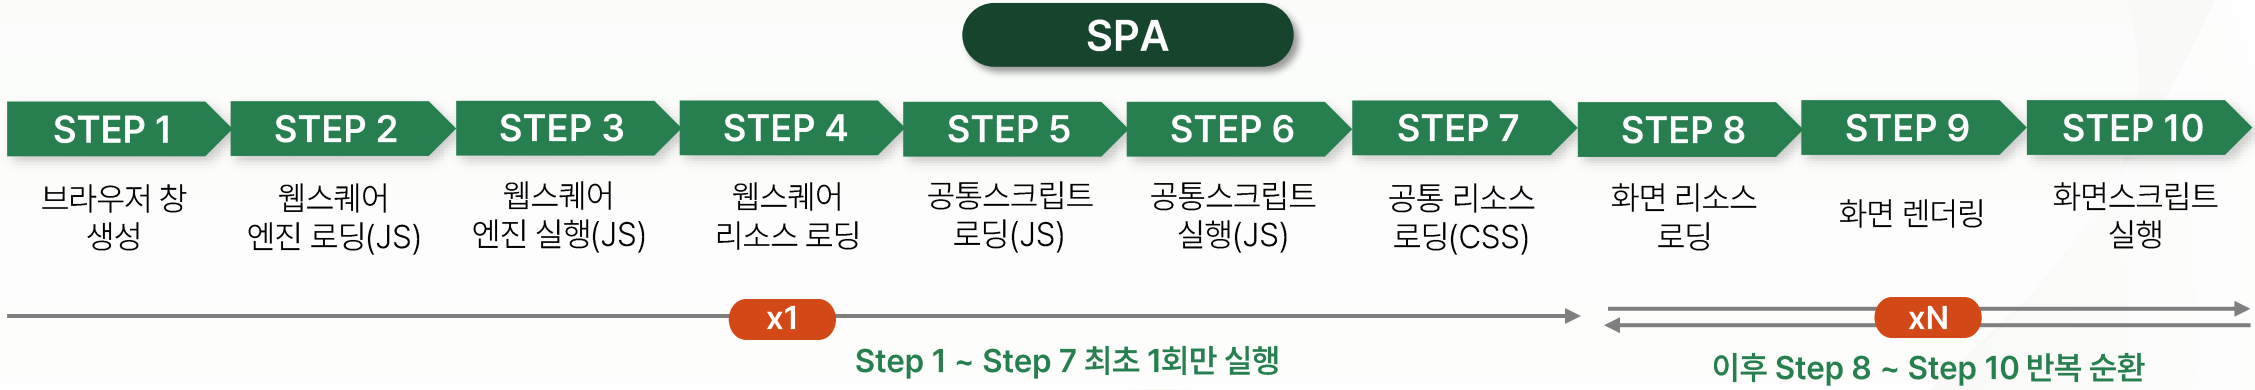 SPA
STEP 1
STEP 2
STEP 3
STEP 4
STEP 5
STEP 6
STEP 7
STEP 8
STEP 9
STEP 10
브라우저 창
생성
웹스퀘어
엔진 로딩(JS)
웹스퀘어
엔진 실행(JS)
웹스퀘어
리소스 로딩
공통스크립트
로딩(JS)
공통스크립트
실행(JS)
공통 리소스
로딩(CSS)
화면 리소스
로딩
화면 렌더링
화면스크립트
실행
x1
xN
Step 1 ~ Step 7 최초 1회만 실행
이후 Step 8 ~ Step 10 반복 순환